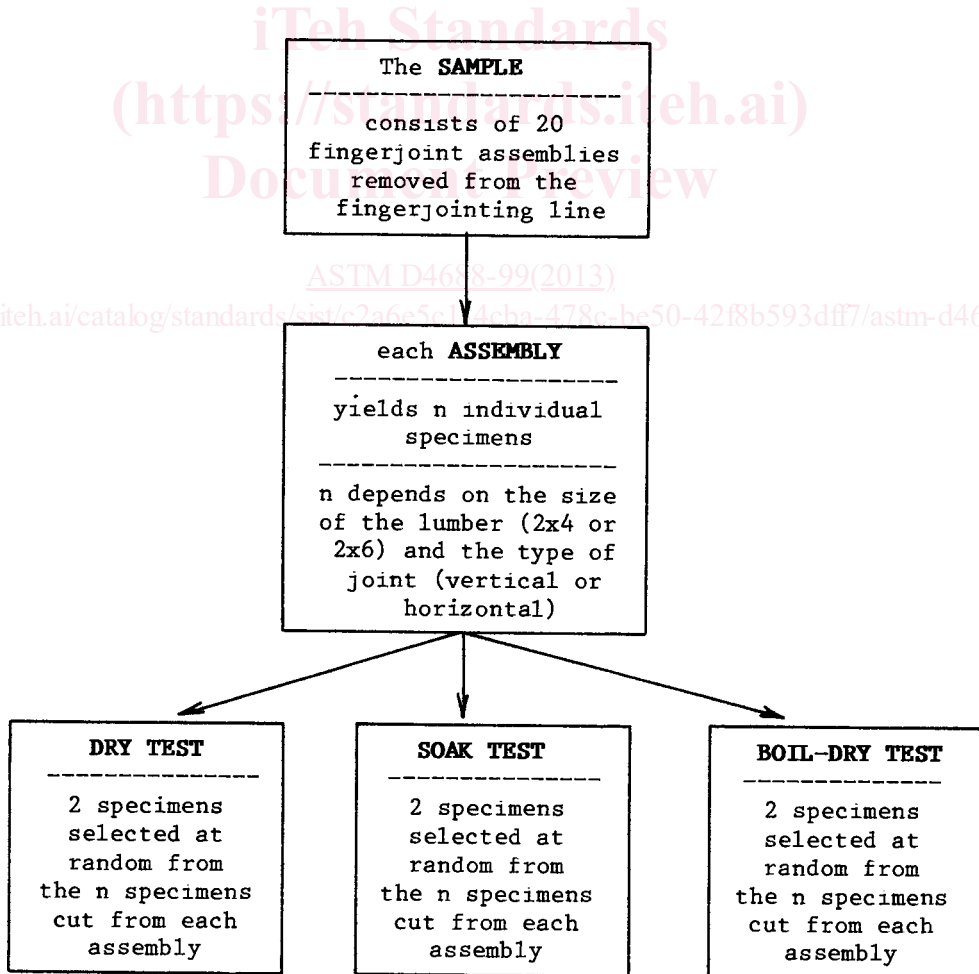 iTeh Standards
(https://standards.iteh.ai)
Document Preview
The SAMPLE
consists of 20
fingerjoint assemblies
removed from the
fingerjointing line
ASTM D4688-99(2013)
each ASSEMBLY
yields n individual
specimens
n depends on the size
of the lumber (2x4 or
2x6) and the type of
joint (vertical or
horizontal)
DRY TEST
2 specimens
selected at
random from
the n specimens
cut from each
assembly
SOAK TEST
2 specimens
selected at
random from
the n specimens
cut from each
assembly
BOIL-DRY TEST
2 specimens
selected at
random from
the n specimens
cut from each
assembly